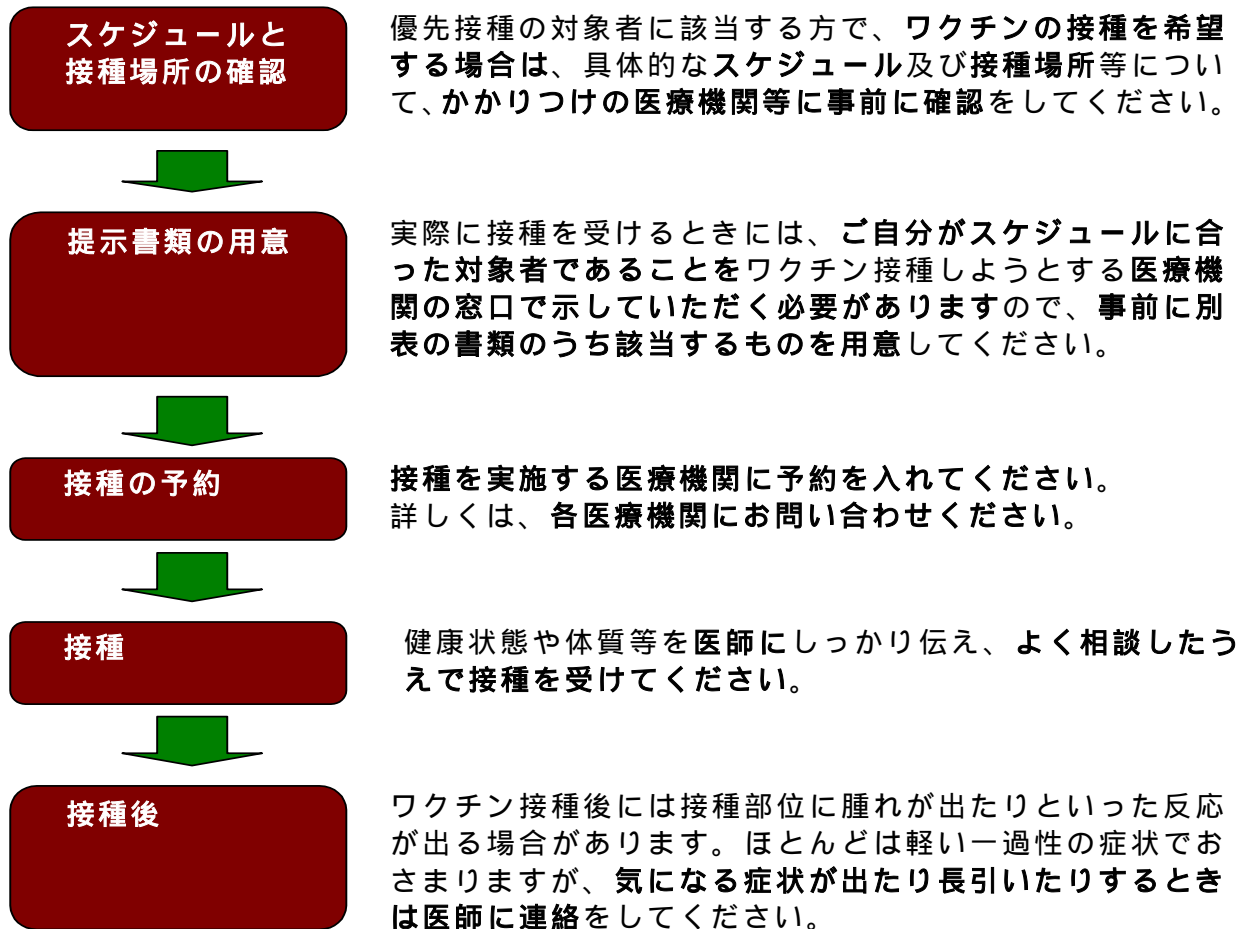 スケジュールと
接種場所の確認
優先接種の対象者に該当する方で、ワクチンの接種を希望
する場合は、具体的なスケジュール及び接種場所等につい
て、かかりつけの医療機関等に事前に確認をしてください。
提示書類の用意
実際に接種を受けるときには、ご自分がスケジュールに合
った対象者であることをワクチン接種しようとする医療機
関の窓口で示していただく必要がありますので、事前に別
表の書類のうち該当するものを用意してください。
接種の予約
接種を実施する医療機関に予約を入れてください。
詳しくは、各医療機関にお問い合わせください。
接種
健康状態や体質等を医師にしっかり伝え、よく相談したう
えで接種を受けてください。
接種後
ワクチン接種後には接種部位に腫れが出たりといった反応
が出る場合があります。ほとんどは軽い一過性の症状でお
さまりますが、気になる症状が出たり長引いたりするとき
は医師に連絡をしてください。